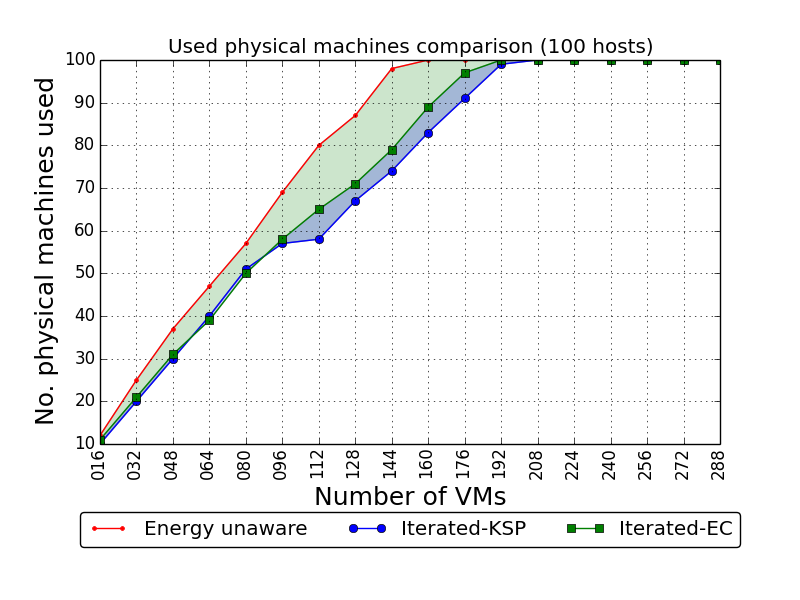 Used physical machines comparison (100 hosts)
No. physical machines used
100
90
80
70
60
50
40
30
20
10
016 032 048 064 080 096 112 128 144 160 176 192 208 224 240 256 272 288
Number of VMs
Energy unaware Iterated-KSP Iterated-EC